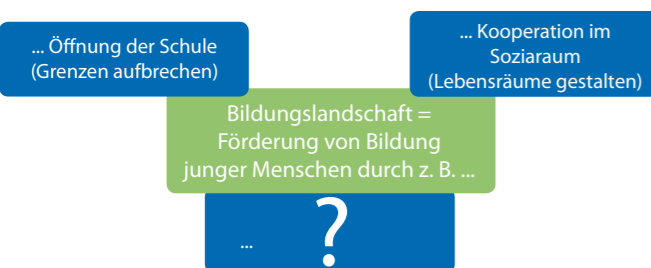 ... Öffnung der Schule
(Grenzen aufbrechen)
... Kooperation im
Soziaraum
(Lebensräume gestalten)
Bildungslandschaft =
Förderung von Bildung
junger Menschen durch z. B. ...
... ?